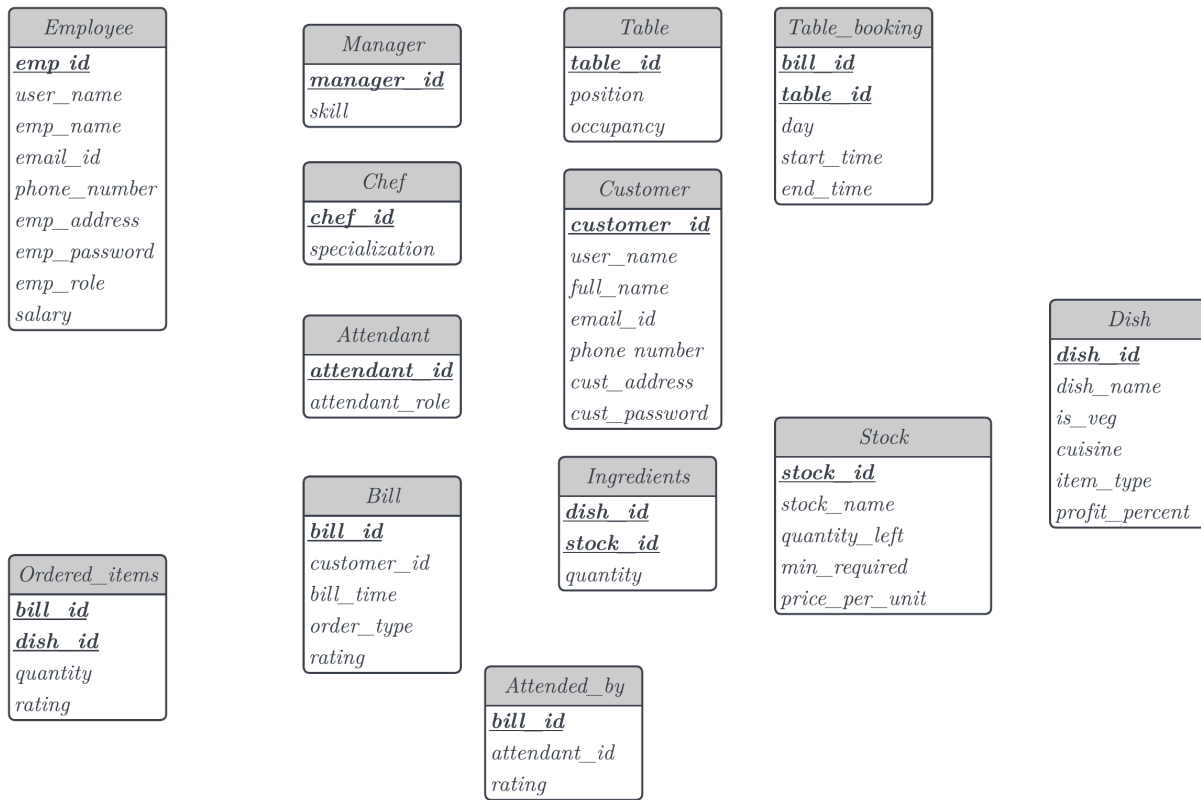 Employee
emp id
user_name
emp_name
email_id
phone_number
emp_address
emp_password
emp_role
salary
Manager
manager_id
skill
Chef
chef_id
specialization
Attendant
attendant_id
attendant_role
Table
table_id
position
occupancy
Customer
customer_id
user_name
full_name
email_id
phone number
cust_address
cust_password
Table_booking
bill_id
table_id
day
start_time
end_time
Dish
dish_id
dish_name
is_veg
cuisine
item_type
profit_percent
Stock
stock_id
stock_name
quantity_left
min_required
price_per_unit
Ingredients
dish_id
stock_id
quantity
Bill
bill_id
customer_id
bill_time
order_type
rating
Ordered_items
bill_id
dish_id
quantity
rating
Attended_by
bill_id
attendant_id
rating